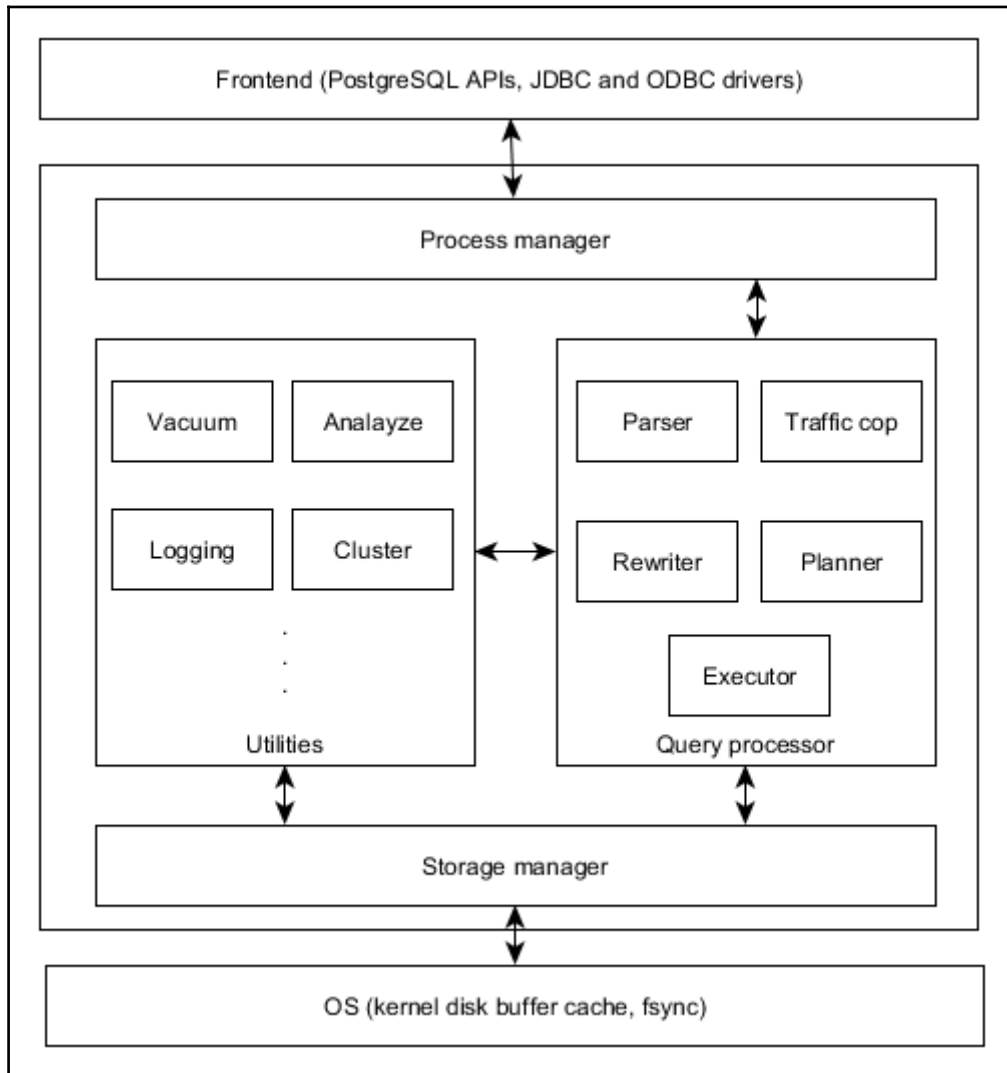 Frontend (PostgreSQL APIs, JDBC and ODBC drivers)
Process manager
Vacuum
Analayze
Logging
Cluster
.
.
.
Utilities
Parser
Traffic cop
Rewriter
Planner
Executor
Query processor
Storage manager
OS (kernel disk buffer cache, fsync)